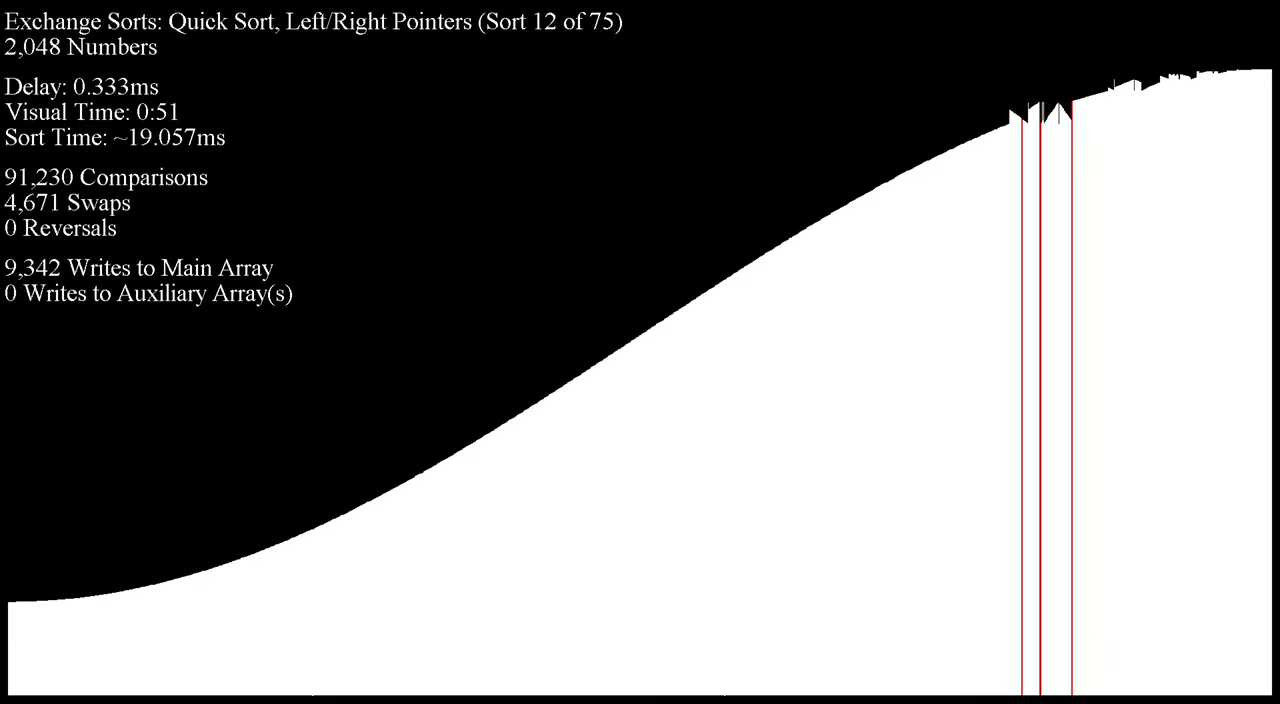 Exchange Sorts: Quick Sort, Left/Right Pointers (Sort 12 of 75)
2,048 Numbers
Delay: 0.333ms
Visual Time: 0:51
Sort Time: ~19.057ms
91,230 Comparisons
4,671 Swaps
0 Reversals
9,342 Writes to Main Array
0 Writes to Auxiliary Array(s)